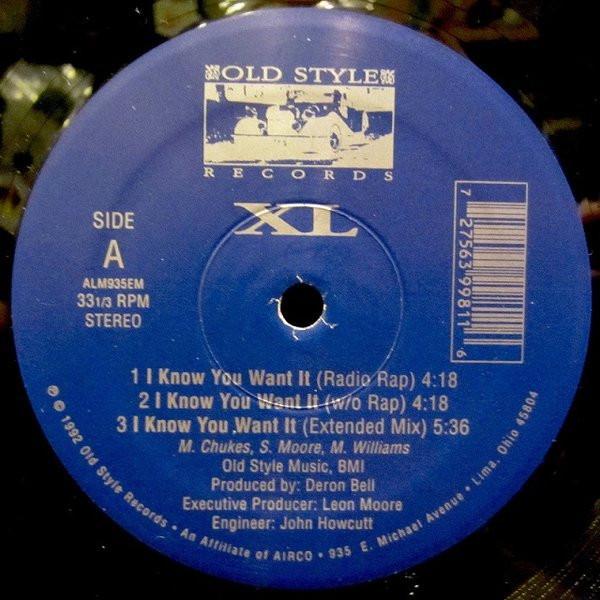 OLD STYLE
RECORDS
XL
SIDE
A
ALM935EM
33 1/3 RPM
STEREO
7 27563 99811 6
1 I Know You Want It (Radio Rap) 4:18
2 I Know You Want It (w/o Rap) 4:18
3 I Know You Want It (Extended Mix) 5:36
M. Chukes, S. Moore, M. Williams
Old Style Music, BMI
Produced by: Deron Bell
Executive Producer: Leon Moore
Engineer: John Howcutt
℗ © 1992 Old Style Records • An Affiliate of AIRCO • 935 E. Michael Avenue • Lima, Ohio 45804